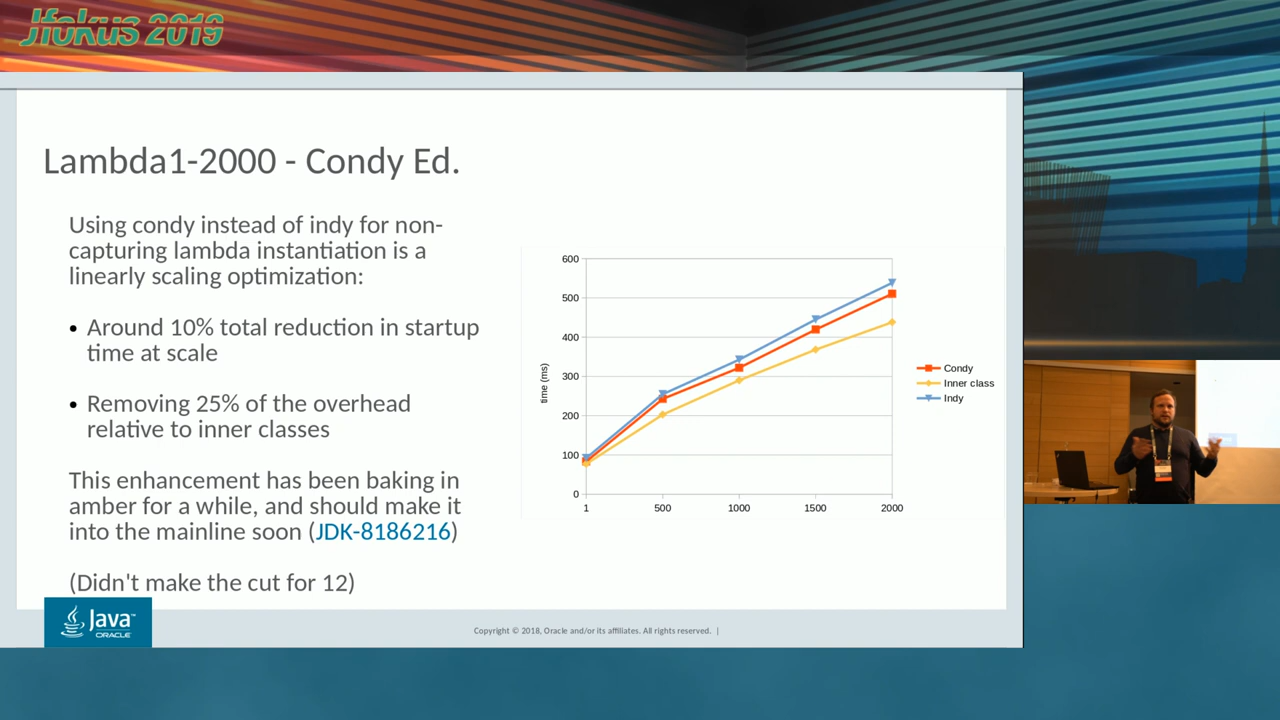 Jfokus 2019
Lambda1-2000 - Condy Ed.
Using condy instead of indy for non-
capturing lambda instantiation is a
linearly scaling optimization:
• Around 10% total reduction in startup
time at scale
• Removing 25% of the overhead
relative to inner classes
This enhancement has been baking in
amber for a while, and should make it
into the mainline soon (JDK-8186216)
(Didn't make the cut for 12)
600
500
400
300
200
100
0
time (ms)
1 500 1000 1500 2000
Condy
Inner class
Indy
Java™
ORACLE
Copyright © 2018, Oracle and/or its affiliates. All rights reserved. |